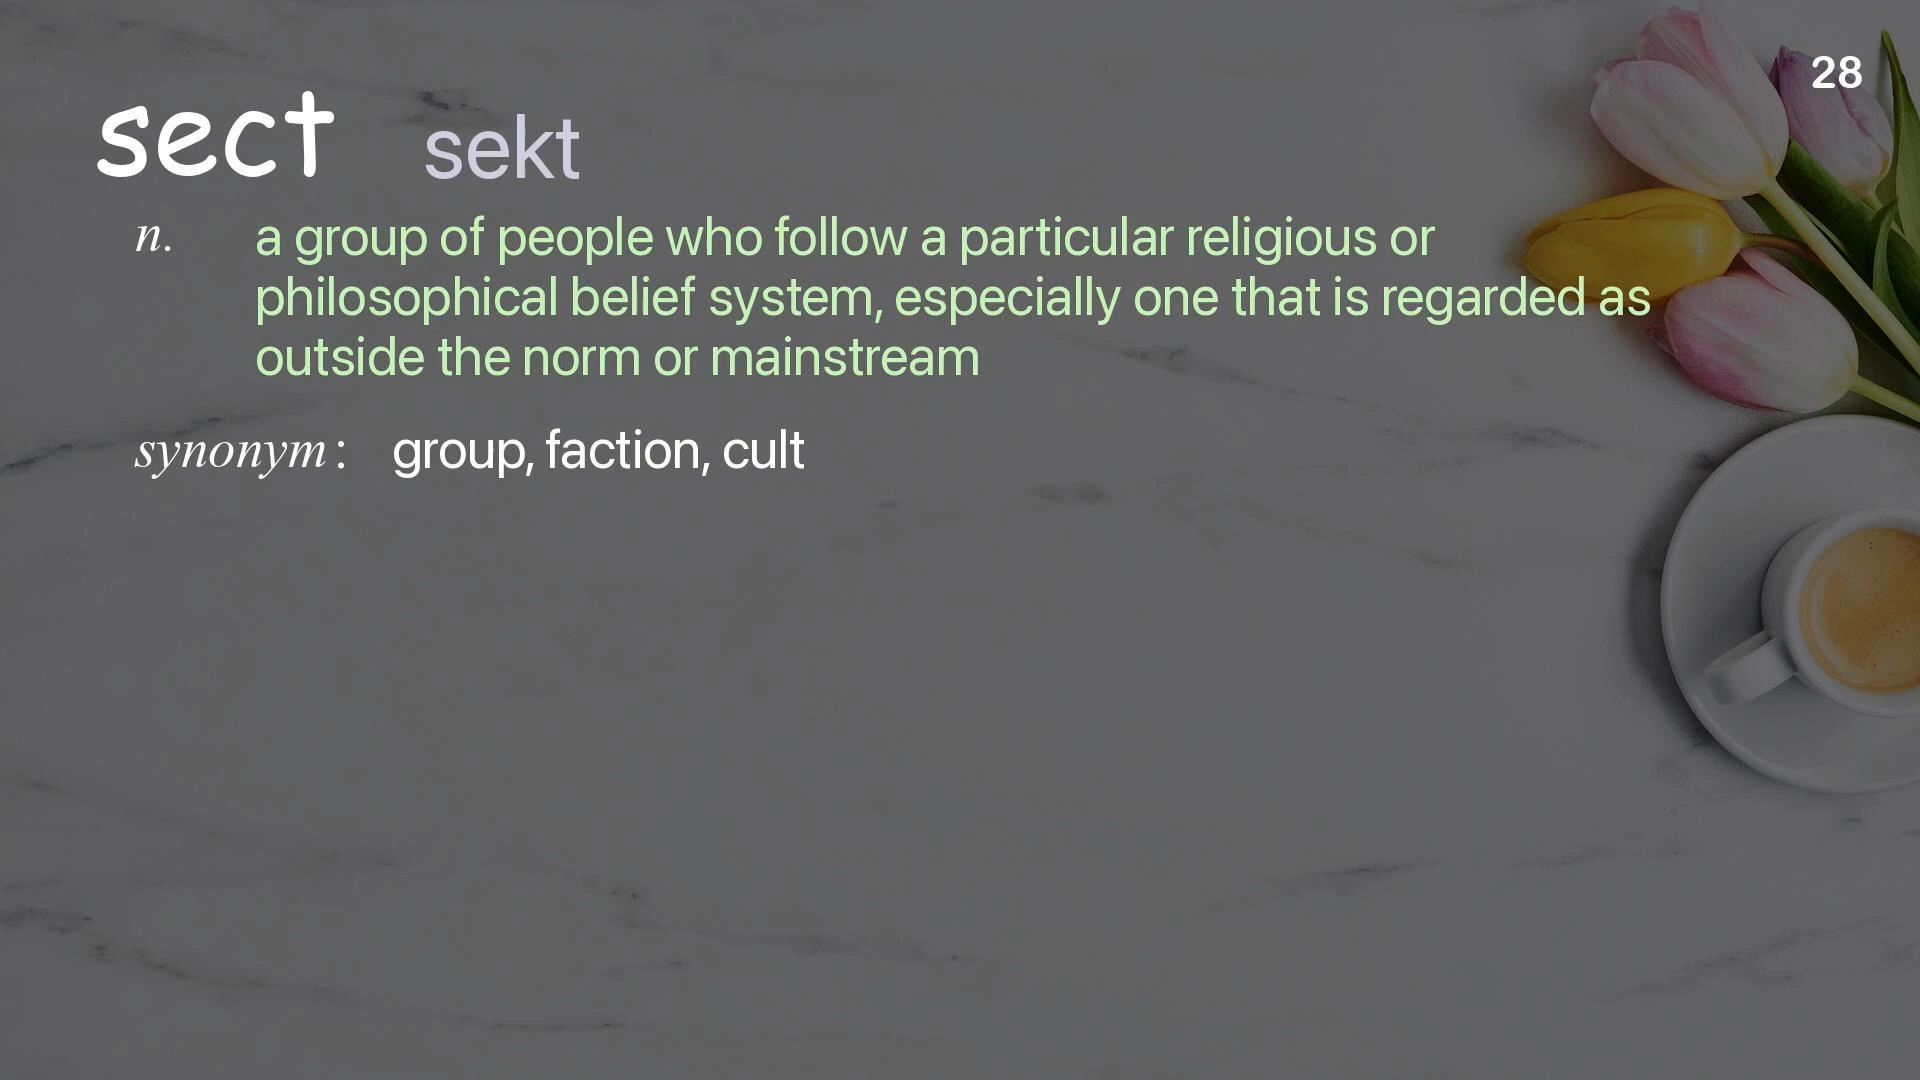 28
sect sekt
n. a group of people who follow a particular religious or
philosophical belief system, especially one that is regarded as
outside the norm or mainstream
synonym: group, faction, cult